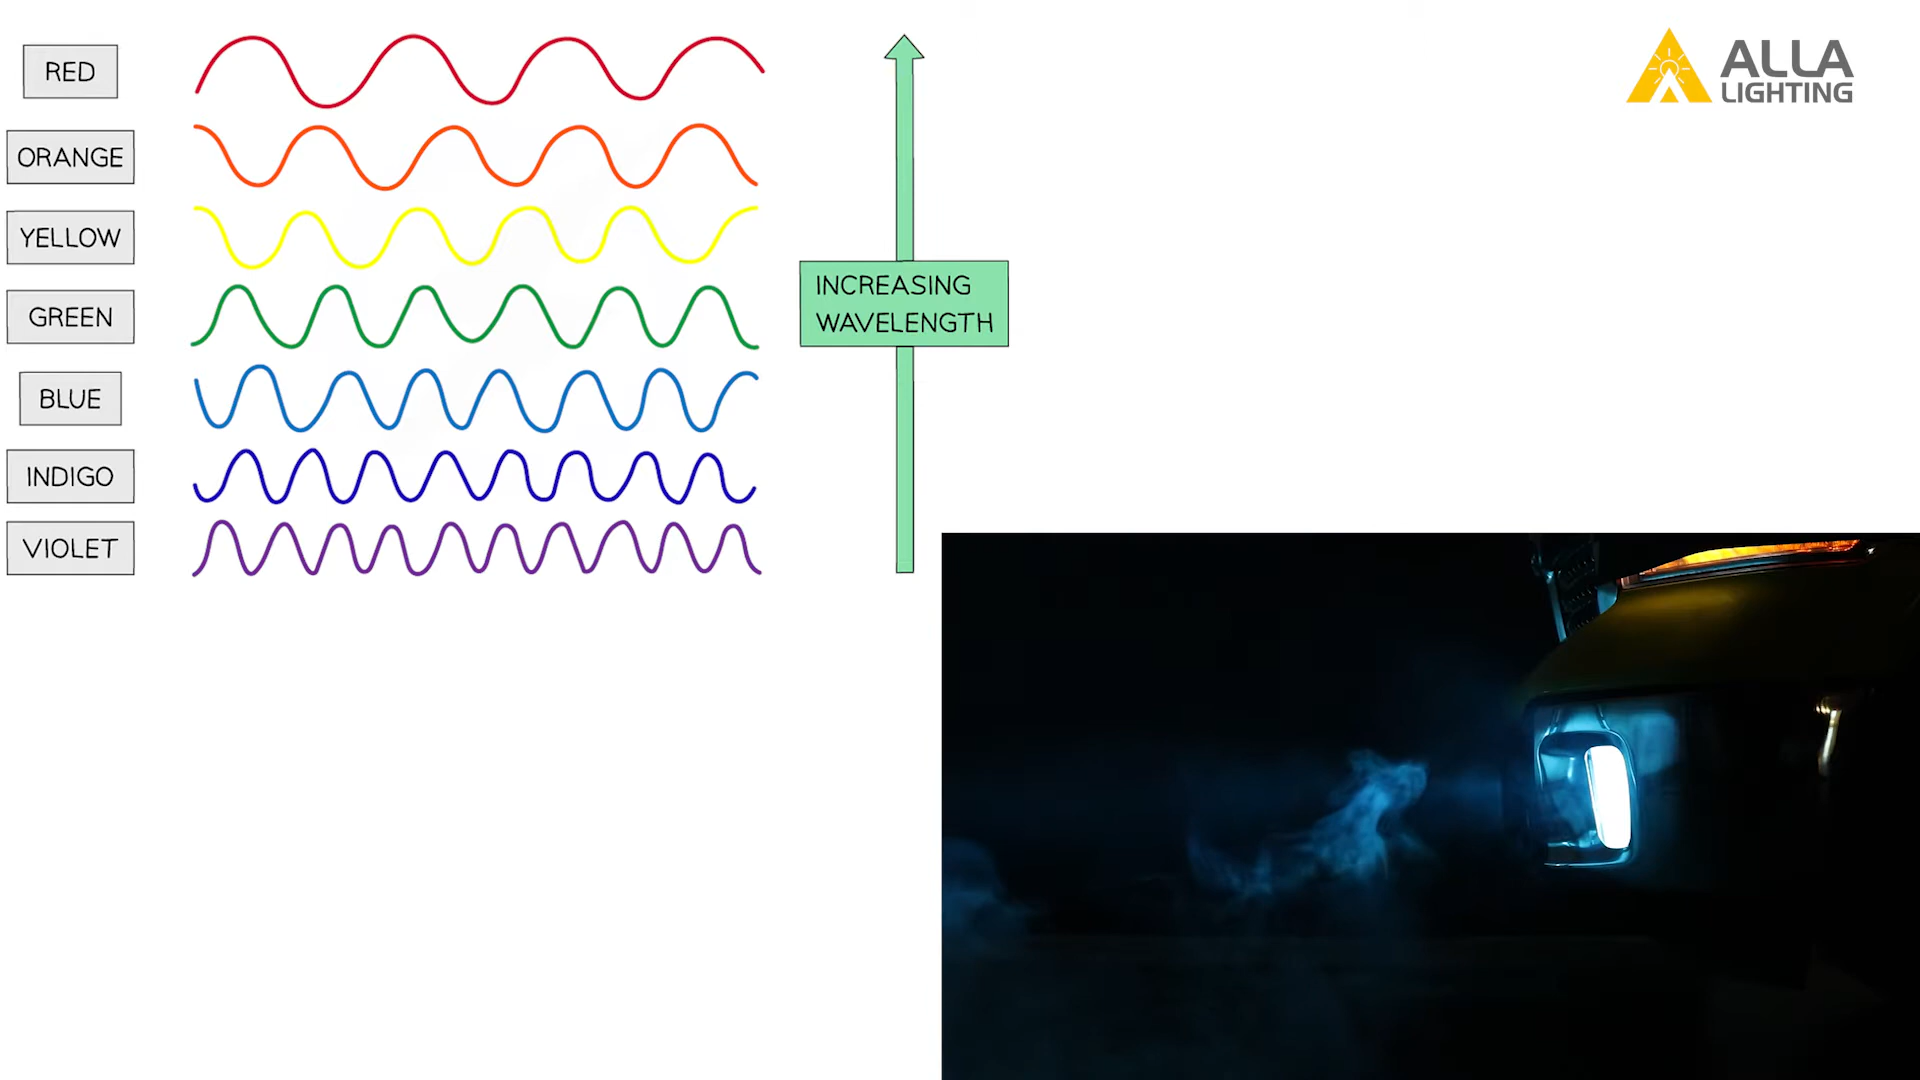 RED
ORANGE
YELLOW
GREEN
BLUE
INDIGO
VIOLET
INCREASING
WAVELENGTH
ALLA
LIGHTING